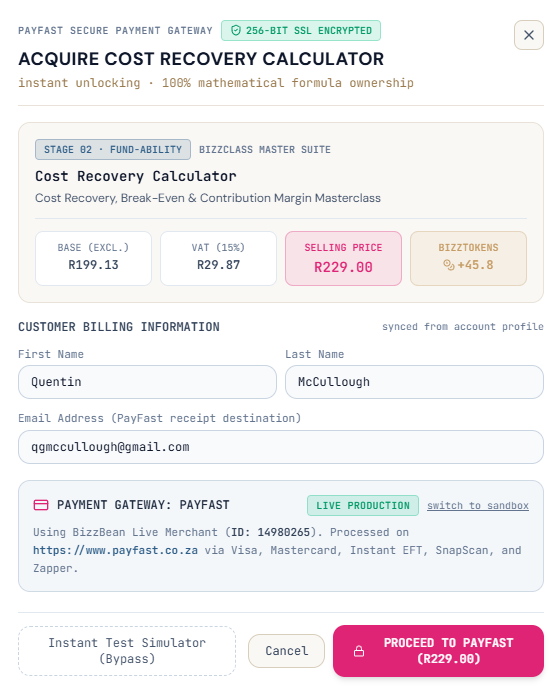 PAYFAST SECURE PAYMENT GATEWAY 256-BIT SSL ENCRYPTED
ACQUIRE COST RECOVERY CALCULATOR
instant unlocking · 100% mathematical formula ownership
STAGE 02 · FUND-ABILITY BIZZCLASS MASTER SUITE
Cost Recovery Calculator
Cost Recovery, Break-Even & Contribution Margin Masterclass
BASE (EXCL.) VAT (15%) SELLING PRICE BIZZTOKENS
R199.13 R29.87 R229.00 +45.8
CUSTOMER BILLING INFORMATION synced from account profile
First Name Last Name
Quentin McCullough
Email Address (PayFast receipt destination)
qgmccullough@gmail.com
PAYMENT GATEWAY: PAYFAST LIVE PRODUCTION switch to sandbox
Using BizzBean Live Merchant (ID: 14980265). Processed on
https://www.payfast.co.za via Visa, Mastercard, Instant EFT, SnapScan, and
Zapper.
Instant Test Simulator
(Bypass)
Cancel
PROCEED TO PAYFAST
(R229.00)